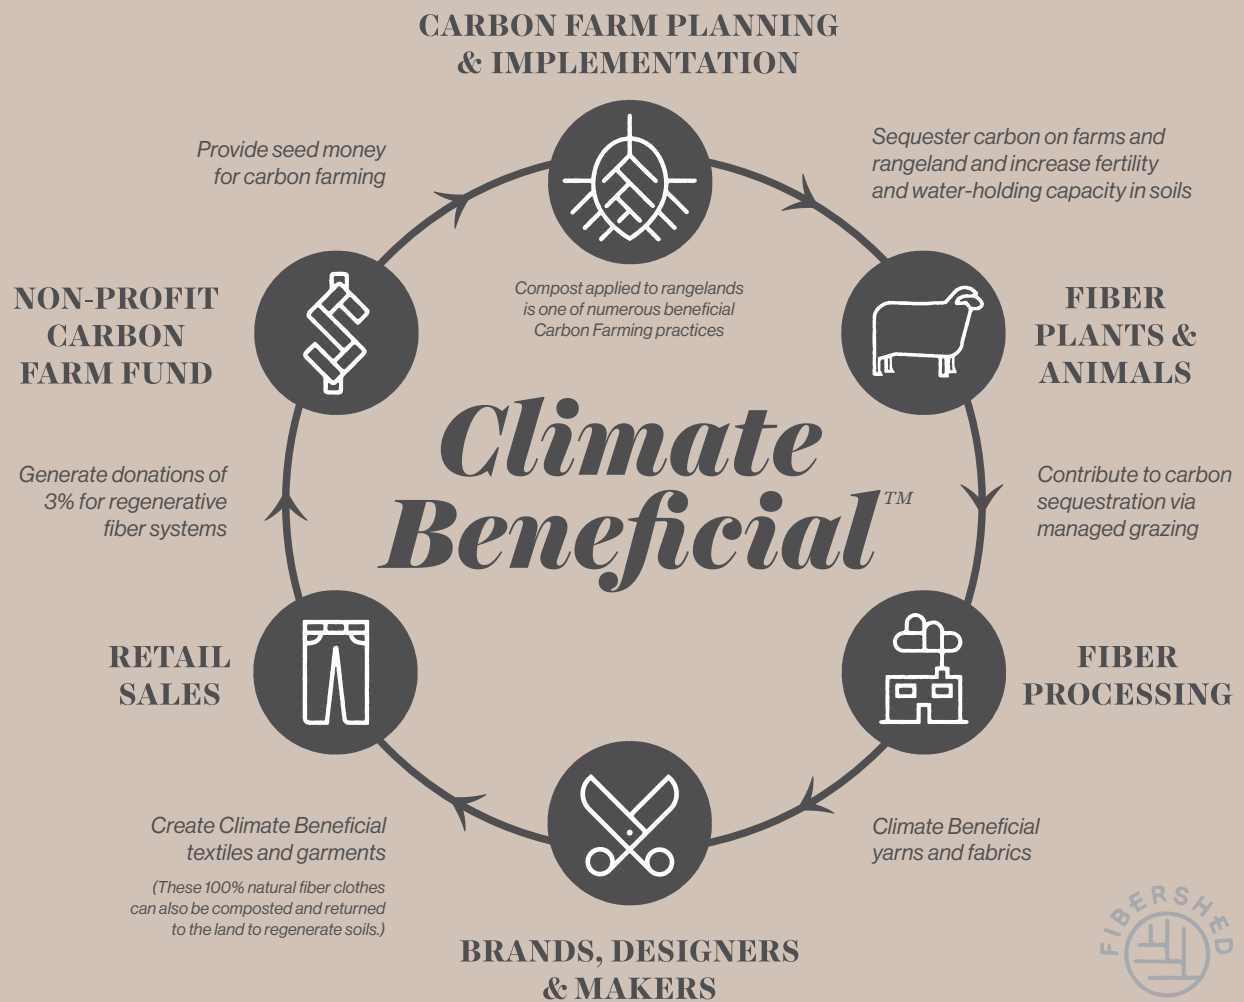 CARBON FARM PLANNING
& IMPLEMENTATION
Provide seed money
for carbon farming
Sequester carbon on farms and
rangeland and increase fertility
and water-holding capacity in soils
Compost applied to rangelands
is one of numerous beneficial
Carbon Farming practices
NON-PROFIT
CARBON
FARM FUND
FIBER
PLANTS &
ANIMALS
Climate
Beneficial™
Generate donations of
3% for regenerative
fiber systems
Contribute to carbon
sequestration via
managed grazing
RETAIL
SALES
FIBER
PROCESSING
Create Climate Beneficial
textiles and garments
(These 100% natural fiber clothes
can also be composted and returned
to the land to regenerate soils.)
Climate Beneficial
yarns and fabrics
BRANDS, DESIGNERS
& MAKERS
FIBERSHED